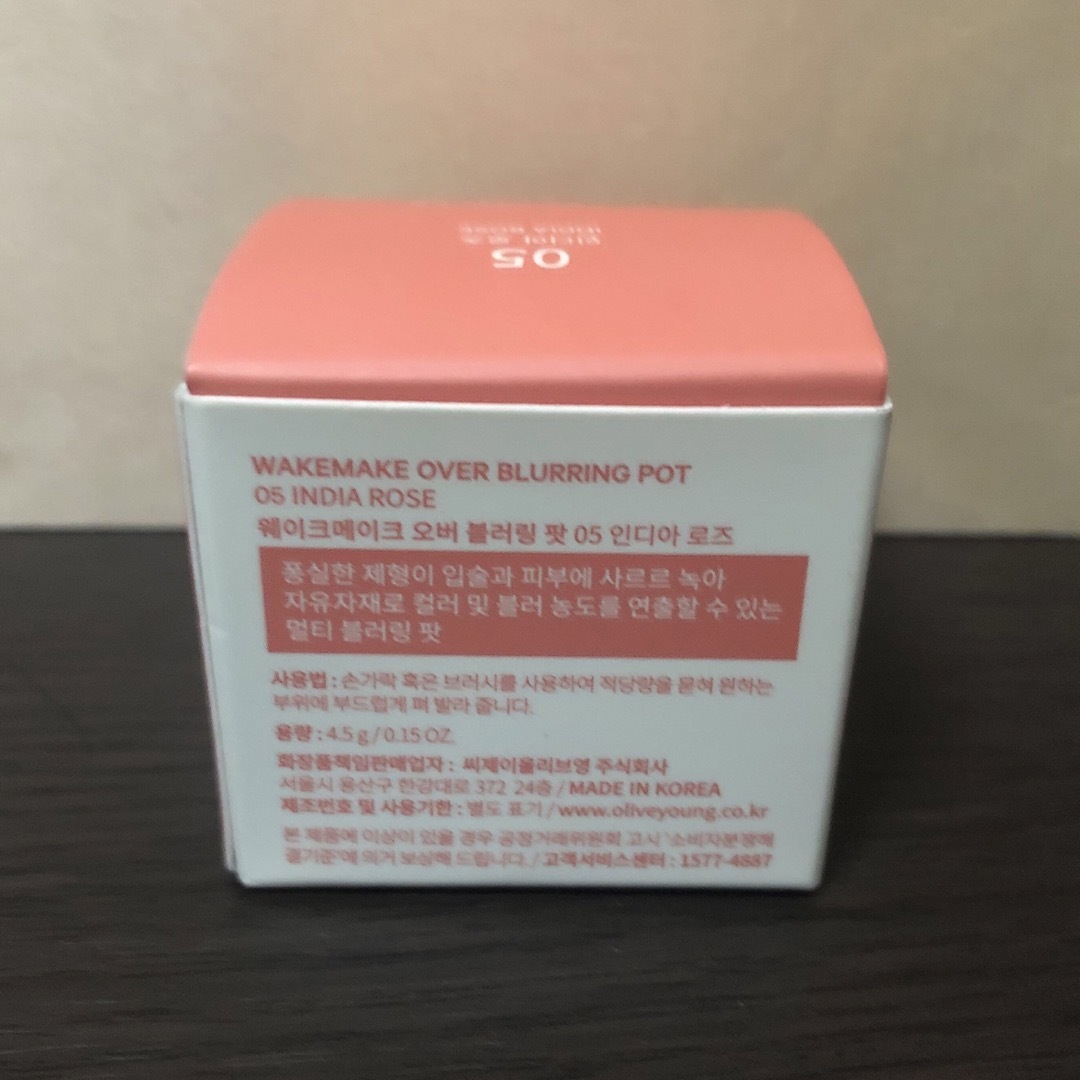 05
인디아 로즈
INDIA ROSE
WAKEMAKE OVER BLURRING POT
05 INDIA ROSE
웨이크메이크 오버 블러링 팟 05 인디아 로즈
퐁실한 제형이 입술과 피부에 사르르 녹아
자유자재로 컬러 및 블러 농도를 연출할 수 있는
멀티 블러링 팟
사용법 : 손가락 혹은 브러시를 사용하여 적당량을 묻혀 원하는
부위에 부드럽게 펴 발라 줍니다.
용량 : 4.5 g / 0.15 OZ.
화장품책임판매업자 : 씨제이올리브영 주식회사
서울시 용산구 한강대로 372 24층 / MADE IN KOREA
제조번호 및 사용기한 : 별도 표기 / www.oliveyoung.co.kr
본 제품에 이상이 있을 경우 공정거래위원회 고시 '소비자분쟁해
결기준'에 의거 보상해 드립니다. / 고객서비스센터 : 1577-4887